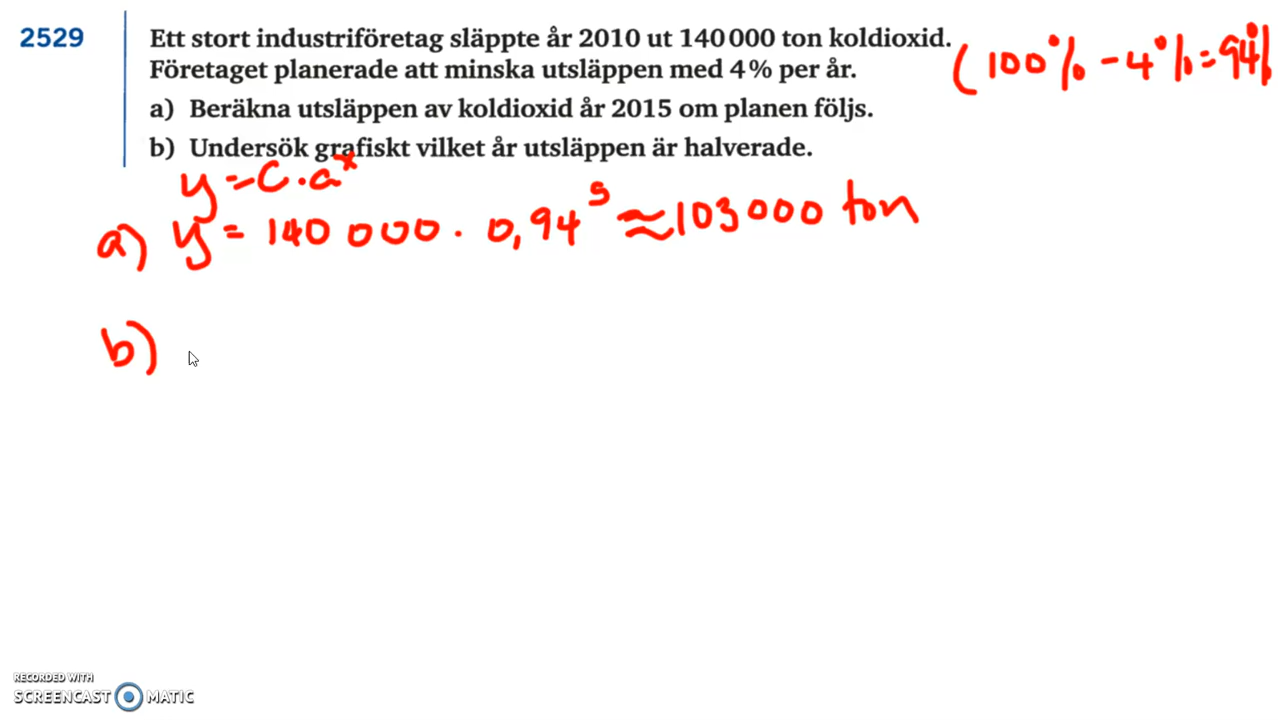 2529
Ett stort industriföretag släppte år 2010 ut 140 000 ton koldioxid.
Företaget planerade att minska utsläppen med 4 % per år.
(100% - 4% = 94%
a) Beräkna utsläppen av koldioxid år 2015 om planen följs.
b) Undersök grafiskt vilket år utsläppen är halverade.
y = C · a^x
a) y = 140 000 · 0,94^5 ≈ 103 000 ton
b)
RECORDED WITH
SCREENCAST MATIC